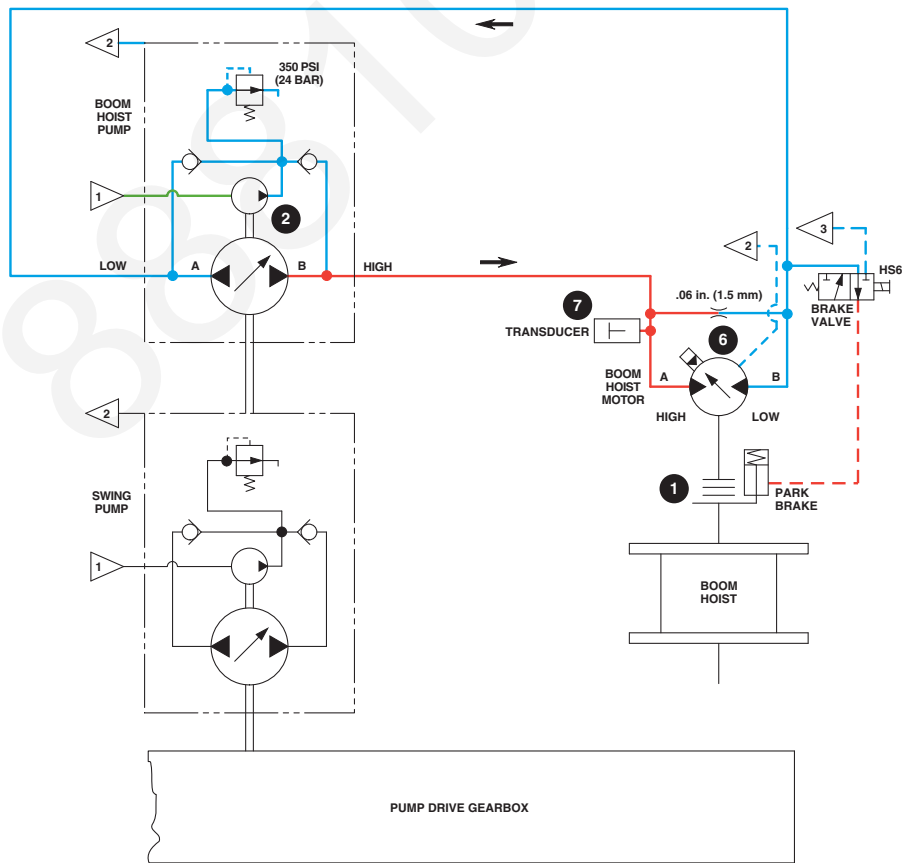 2
350 PSI
(24 BAR)
BOOM
HOIST
PUMP
1
2
LOW
A
B
HIGH
2
3
HS6
BRAKE
VALVE
.06 in. (1.5 mm)
7
TRANSDUCER
6
BOOM
HOIST
MOTOR
A
B
HIGH
LOW
2
SWING
PUMP
1
1
PARK
BRAKE
BOOM
HOIST
PUMP DRIVE GEARBOX